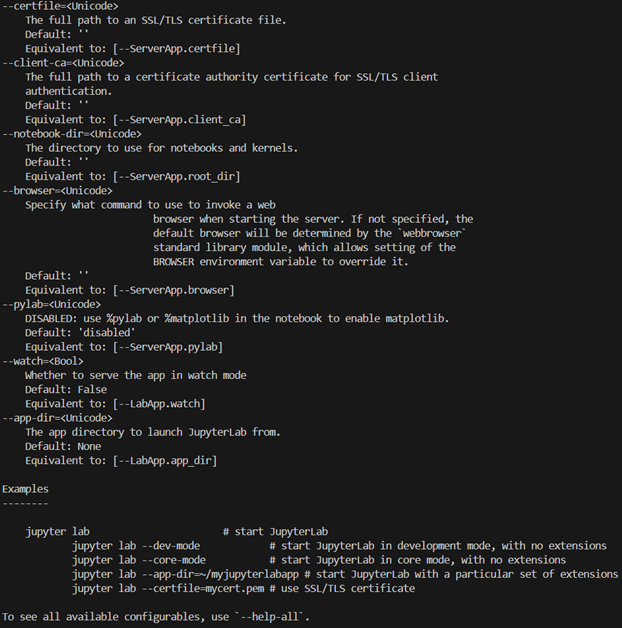 --certfile=<Unicode>
    The full path to an SSL/TLS certificate file.
    Default: ''
    Equivalent to: [--ServerApp.certfile]
--client-ca=<Unicode>
    The full path to a certificate authority certificate for SSL/TLS client
    authentication.
    Default: ''
    Equivalent to: [--ServerApp.client_ca]
--notebook-dir=<Unicode>
    The directory to use for notebooks and kernels.
    Default: ''
    Equivalent to: [--ServerApp.root_dir]
--browser=<Unicode>
    Specify what command to use to invoke a web
                          browser when starting the server. If not specified, the
                          default browser will be determined by the `webbrowser`
                          standard library module, which allows setting of the
                          BROWSER environment variable to override it.
    Default: ''
    Equivalent to: [--ServerApp.browser]
--pylab=<Unicode>
    DISABLED: use %pylab or %matplotlib in the notebook to enable matplotlib.
    Default: 'disabled'
    Equivalent to: [--ServerApp.pylab]
--watch=<Bool>
    Whether to serve the app in watch mode
    Default: False
    Equivalent to: [--LabApp.watch]
--app-dir=<Unicode>
    The app directory to launch JupyterLab from.
    Default: None
    Equivalent to: [--LabApp.app_dir]

Examples
--------

    jupyter lab                       # start JupyterLab
            jupyter lab --dev-mode            # start JupyterLab in development mode, with no extensions
            jupyter lab --core-mode           # start JupyterLab in core mode, with no extensions
            jupyter lab --app-dir=~/myjupyterlabapp # start JupyterLab with a particular set of extensions
            jupyter lab --certfile=mycert.pem # use SSL/TLS certificate

To see all available configurables, use `--help-all`.